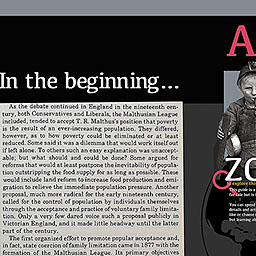 A
In the beginning...
As the debate continued in England in the nineteenth cen-
tury, both Conservatives and Liberals, the Malthusian League
included, tended to accept T. R. Malthus's position that poverty
is the result of an ever-increasing population. They differed,
however, as to how poverty could be eliminated or at least
reduced. Some said it was a dilemma that would work itself out
if left alone. To others such an easy explanation was unaccept-
able; but what should and could be done? Some argued for
reforms that would at least postpone the inevitability of popula-
tion outstripping the food supply for as long as possible. These
would include land reform to increase food production and emi-
gration to relieve the immediate population pressure. Another
proposal, much more radical for the early nineteenth century,
called for the control of population by individuals themselves
through the acceptance and practice of voluntary family limita-
tion. Only a very few dared voice such a proposal publicly in
Victorian England, and it made little headway until the latter
part of the century.
The first organized effort to promote popular acceptance and,
in fact, state coercion of family limitation came in 1877 with the
formation of the Malthusian League. Its primary objectives
ZO